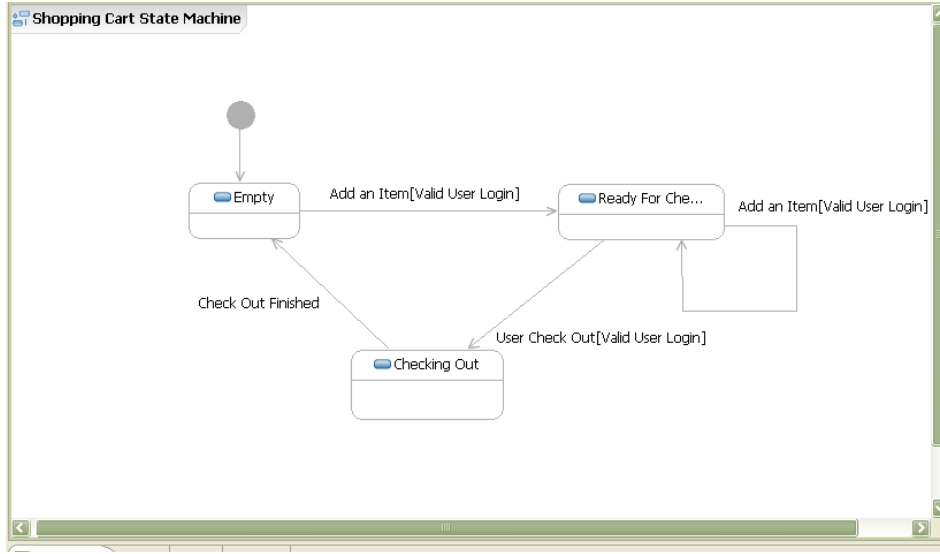 Shopping Cart State Machine
Empty
Add an Item[Valid User Login]
Ready For Che...
Add an Item[Valid User Login]
Check Out Finished
User Check Out[Valid User Login]
Checking Out